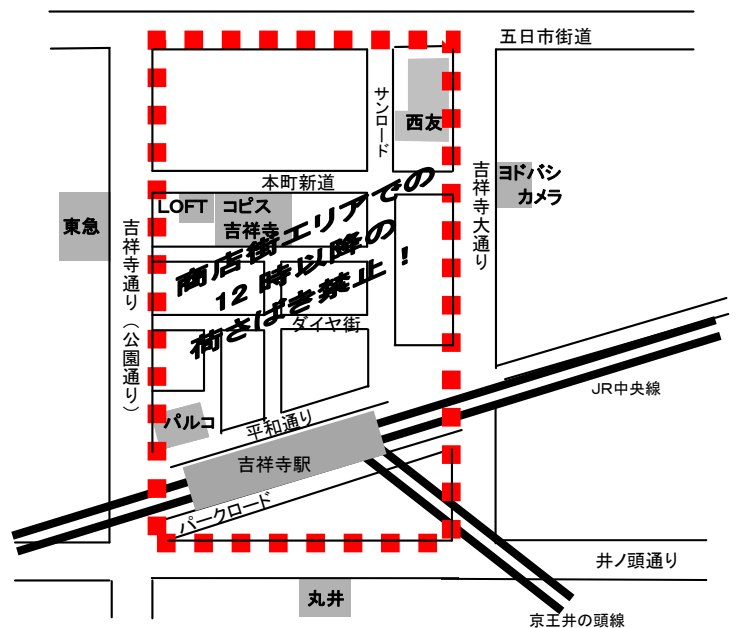 五日市街道
サンロード
西友
本町新道
ヨドバシ
カメラ
吉祥寺大通り
東急
LOFT
コピス
吉祥寺
吉祥寺通り（公園通り）
商店街エリアでの
12時以降の
荷さばき禁止！
ダイヤ街
JR中央線
パルコ
平和通り
吉祥寺駅
パークロード
井ノ頭通り
丸井
京王井の頭線